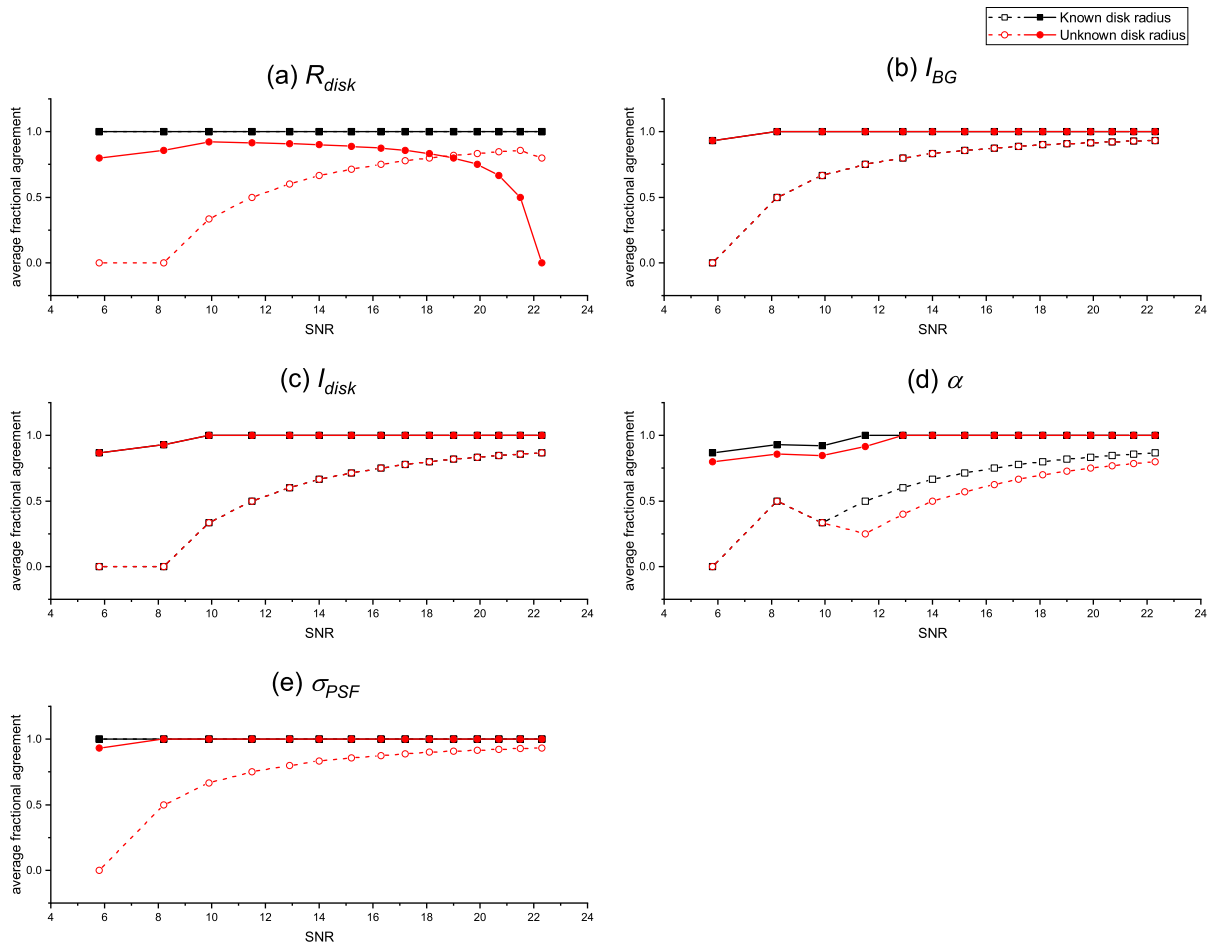 Known disk radius
Unknown disk radius
(a) R_disk
average fractional agreement
1.0
0.5
0.0
4 6 8 10 12 14 16 18 20 22 24
SNR
(b) I_BG
average fractional agreement
1.0
0.5
0.0
4 6 8 10 12 14 16 18 20 22 24
SNR
(c) I_disk
average fractional agreement
1.0
0.5
0.0
4 6 8 10 12 14 16 18 20 22 24
SNR
(d) α
average fractional agreement
1.0
0.5
0.0
4 6 8 10 12 14 16 18 20 22 24
SNR
(e) σ_PSF
average fractional agreement
1.0
0.5
0.0
4 6 8 10 12 14 16 18 20 22 24
SNR